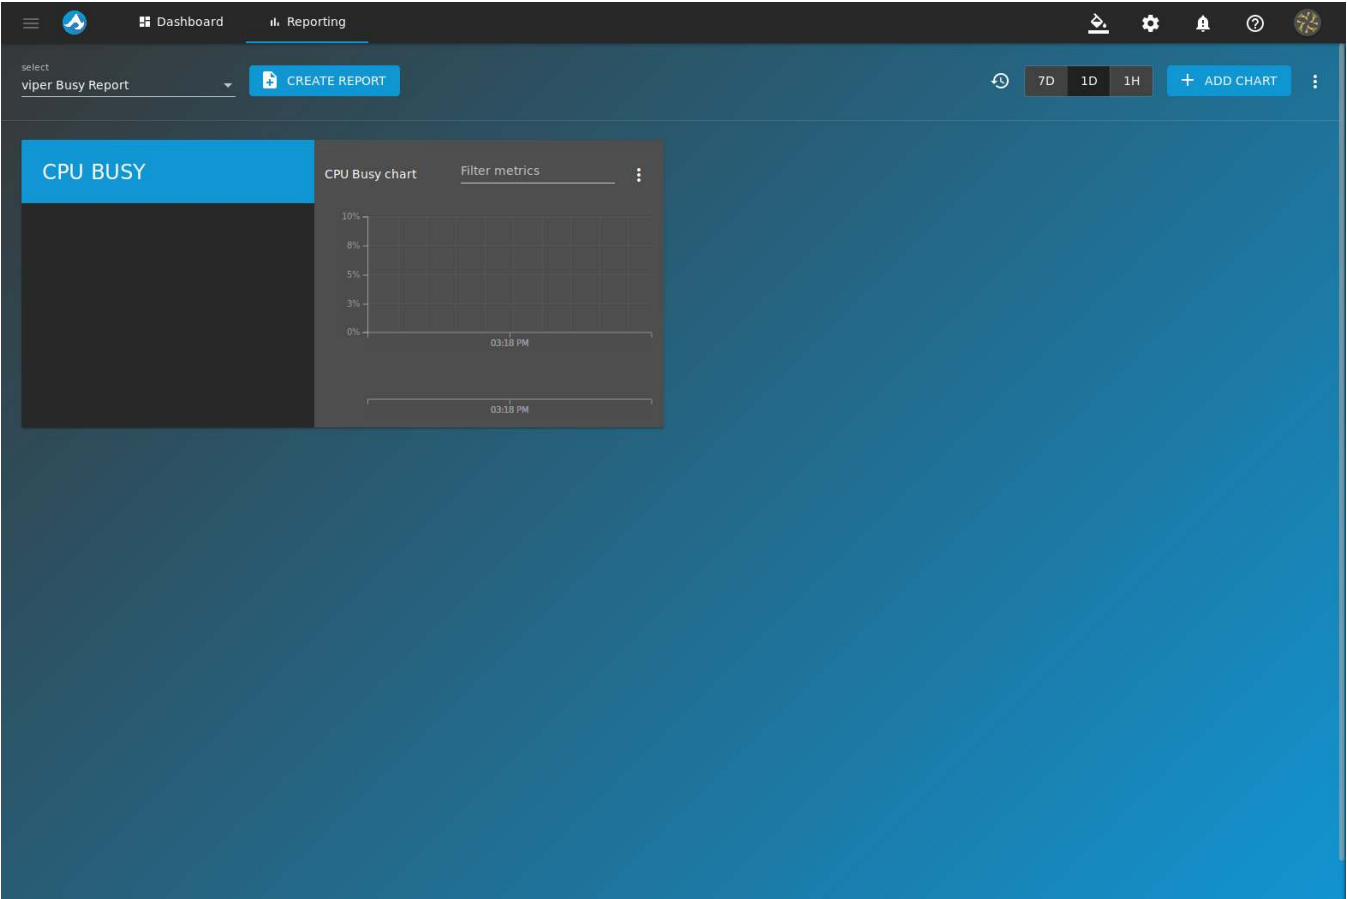 Dashboard
Reporting
select
viper Busy Report
CREATE REPORT
7D
1D
1H
ADD CHART
CPU BUSY
CPU Busy chart
Filter metrics
10%
8%
5%
3%
0%
03:18 PM
03:18 PM